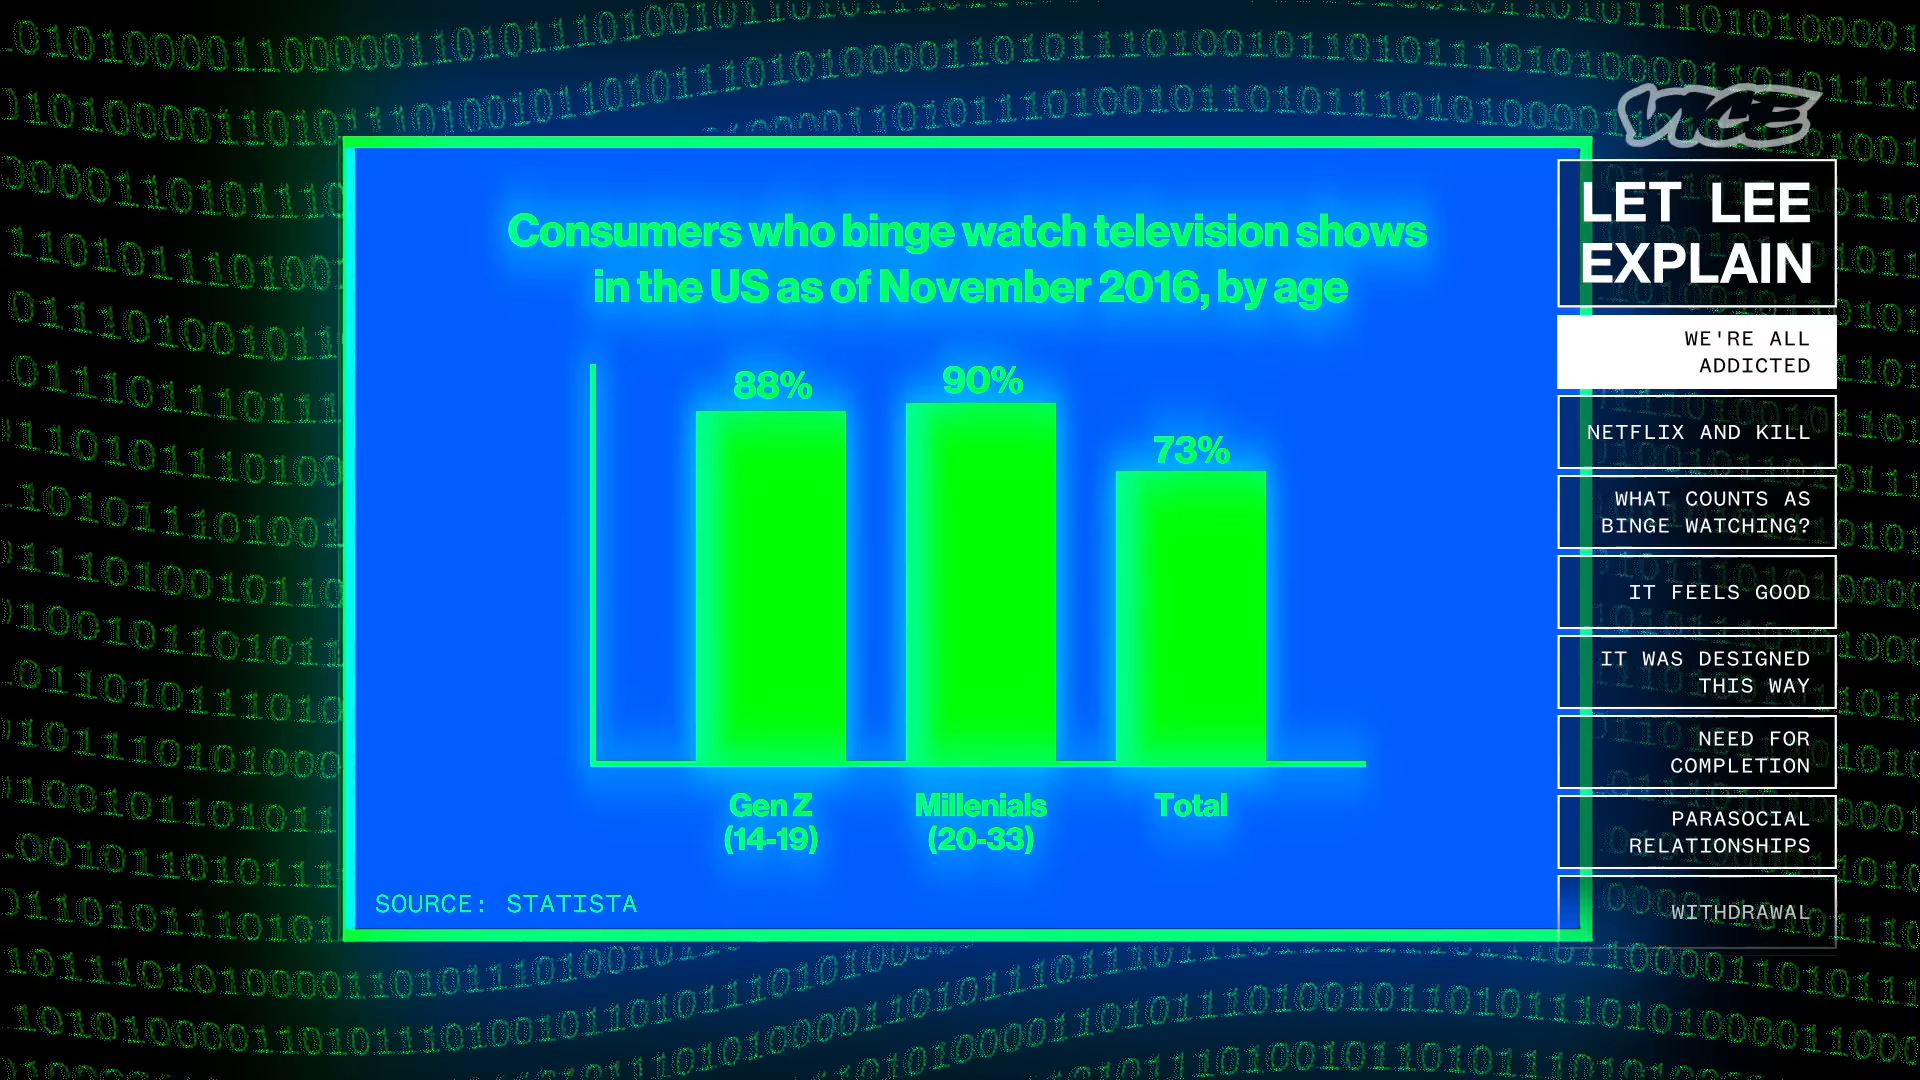 VICE
LET LEE
EXPLAIN
Consumers who binge watch television shows
in the US as of November 2016, by age
88%
90%
73%
Gen Z
(14-19)
Millenials
(20-33)
Total
SOURCE: STATISTA
WE'RE ALL
ADDICTED
NETFLIX AND KILL
WHAT COUNTS AS
BINGE WATCHING?
IT FEELS GOOD
IT WAS DESIGNED
THIS WAY
NEED FOR
COMPLETION
PARASOCIAL
RELATIONSHIPS
WITHDRAWAL